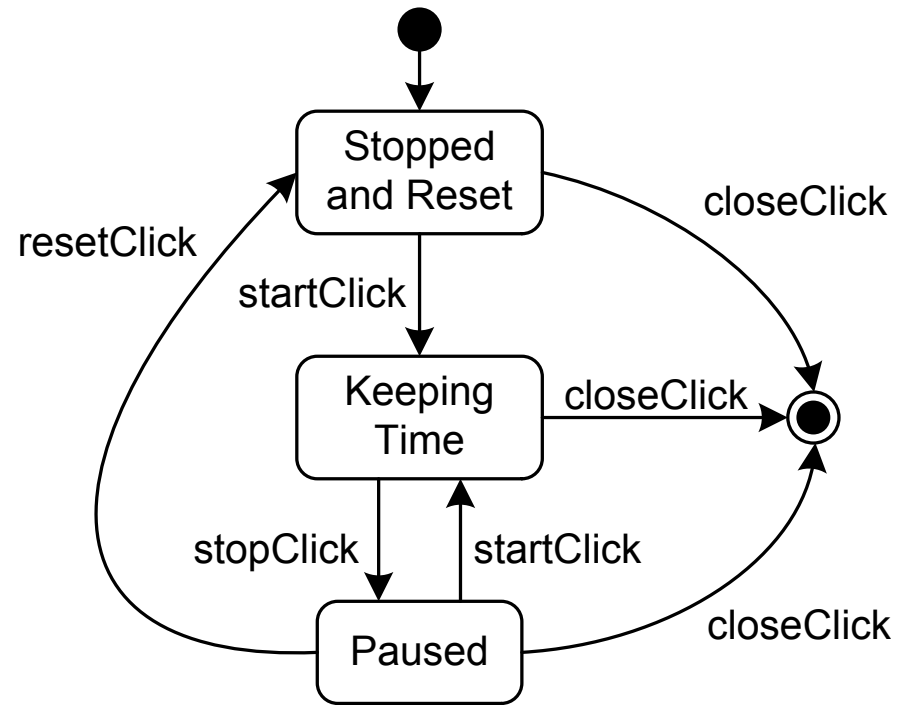 Stopped
and Reset
closeClick
resetClick
startClick
Keeping
Time
closeClick
stopClick
startClick
closeClick
Paused